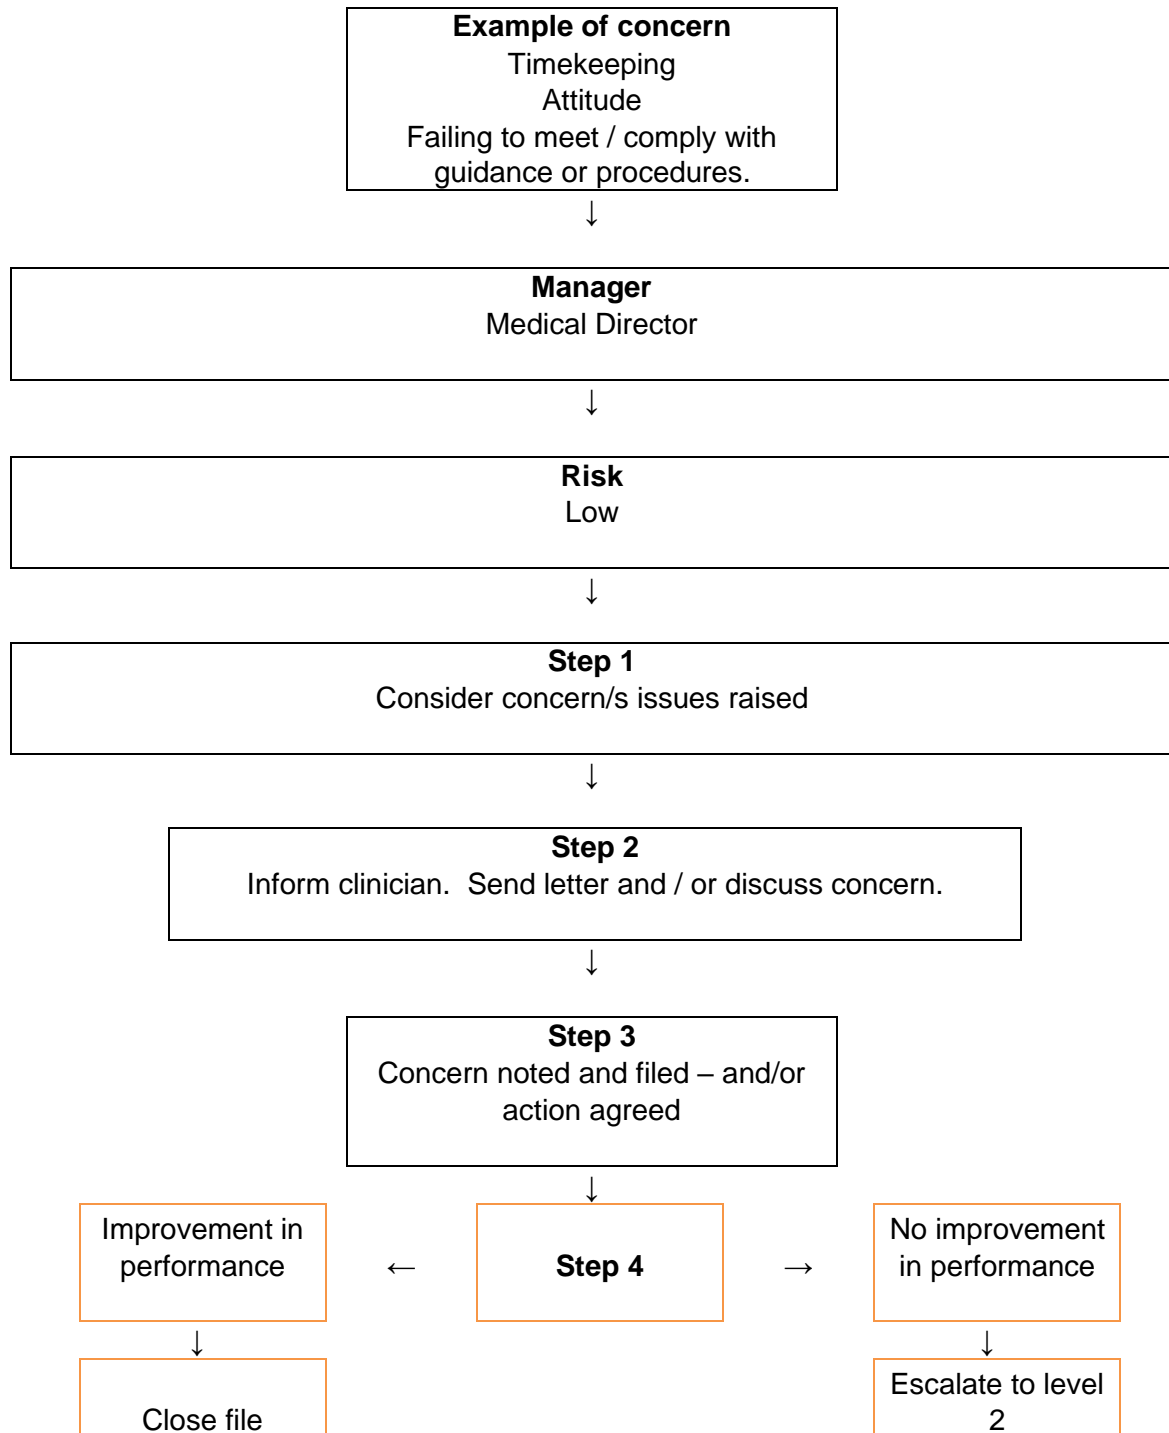 Example of concern
Timekeeping
Attitude
Failing to meet / comply with
guidance or procedures.
↓
Manager
Medical Director
↓
Risk
Low
↓
Step 1
Consider concern/s issues raised
↓
Step 2
Inform clinician.  Send letter and / or discuss concern.
↓
Step 3
Concern noted and filed – and/or
action agreed
↓
Improvement in
performance
←
Step 4
→
No improvement
in performance
↓
↓
Close file
Escalate to level
2